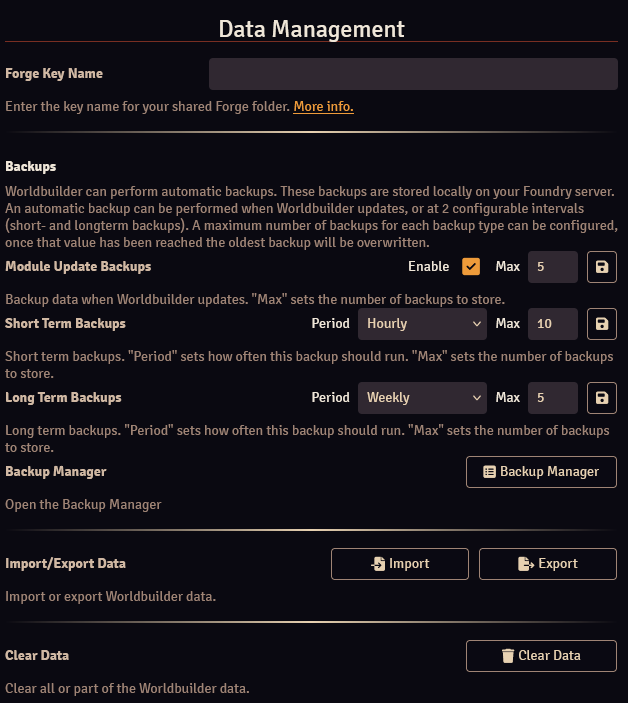 Data Management
Forge Key Name
Enter the key name for your shared Forge folder. More info.
Backups
Worldbuilder can perform automatic backups. These backups are stored locally on your Foundry server.
An automatic backup can be performed when Worldbuilder updates, or at 2 configurable intervals
(short- and longterm backups). A maximum number of backups for each backup type can be configured,
once that value has been reached the oldest backup will be overwritten.
Module Update Backups Enable Max 5
Backup data when Worldbuilder updates. "Max" sets the number of backups to store.
Short Term Backups Period Hourly Max 10
Short term backups. "Period" sets how often this backup should run. "Max" sets the number of backups
to store.
Long Term Backups Period Weekly Max 5
Long term backups. "Period" sets how often this backup should run. "Max" sets the number of backups
to store.
Backup Manager Backup Manager
Open the Backup Manager
Import/Export Data Import Export
Import or export Worldbuilder data.
Clear Data Clear Data
Clear all or part of the Worldbuilder data.